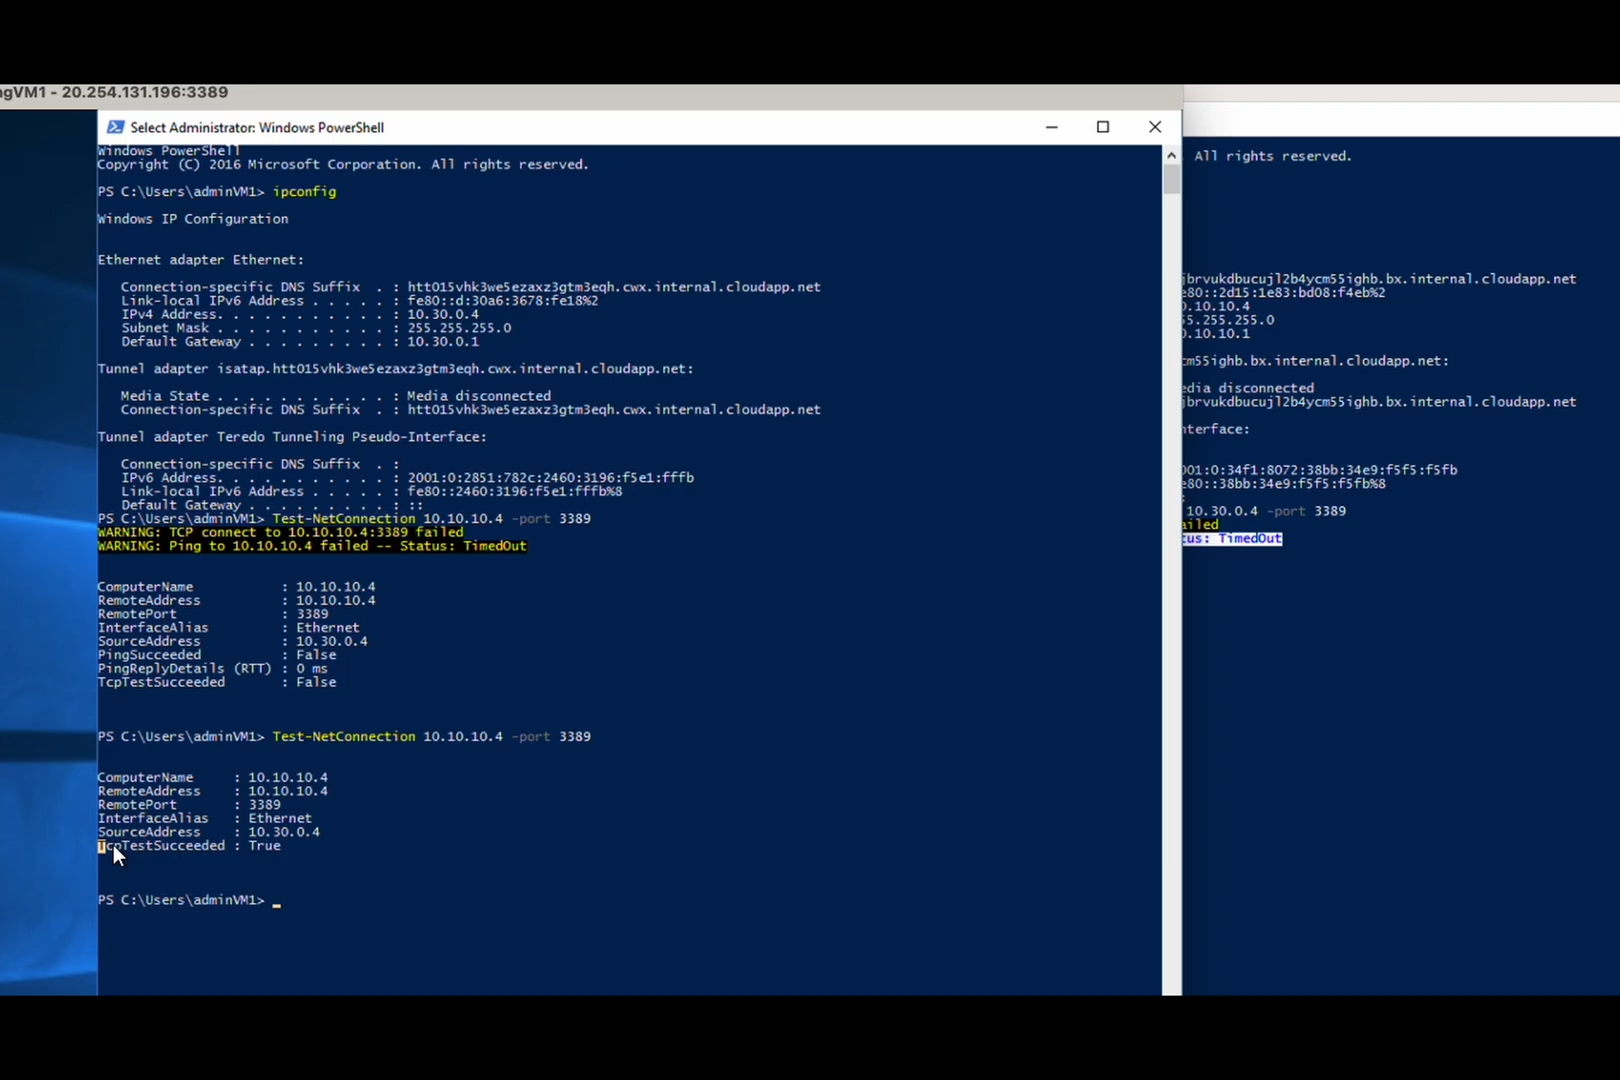 ngVM1 - 20.254.131.196:3389
Select Administrator: Windows PowerShell
Windows PowerShell
Copyright (C) 2016 Microsoft Corporation. All rights reserved.
PS C:\Users\adminVM1> ipconfig
Windows IP Configuration
Ethernet adapter Ethernet:
Connection-specific DNS Suffix  . : htt015vhk3we5ezaxz3gtm3eqh.cwx.internal.cloudapp.net
Link-local IPv6 Address . . . . . : fe80::d:30a6:3678:fe18%2
IPv4 Address. . . . . . . . . . . : 10.30.0.4
Subnet Mask . . . . . . . . . . . : 255.255.255.0
Default Gateway . . . . . . . . . : 10.30.0.1
Tunnel adapter isatap.htt015vhk3we5ezaxz3gtm3eqh.cwx.internal.cloudapp.net:
Media State . . . . . . . . . . . : Media disconnected
Connection-specific DNS Suffix  . : htt015vhk3we5ezaxz3gtm3eqh.cwx.internal.cloudapp.net
Tunnel adapter Teredo Tunneling Pseudo-Interface:
Connection-specific DNS Suffix  . :
IPv6 Address. . . . . . . . . . . : 2001:0:2851:782c:2460:3196:f5e1:fffb
Link-local IPv6 Address . . . . . : fe80::2460:3196:f5e1:fffb%8
Default Gateway . . . . . . . . . : ::
PS C:\Users\adminVM1> Test-NetConnection 10.10.10.4 -port 3389
WARNING: TCP connect to 10.10.10.4:3389 failed
WARNING: Ping to 10.10.10.4 failed -- Status: TimedOut
ComputerName           : 10.10.10.4
RemoteAddress          : 10.10.10.4
RemotePort             : 3389
InterfaceAlias         : Ethernet
SourceAddress          : 10.30.0.4
PingSucceeded          : False
PingReplyDetails (RTT) : 0 ms
TcpTestSucceeded       : False
PS C:\Users\adminVM1> Test-NetConnection 10.10.10.4 -port 3389
ComputerName     : 10.10.10.4
RemoteAddress    : 10.10.10.4
RemotePort       : 3389
InterfaceAlias   : Ethernet
SourceAddress    : 10.30.0.4
TcpTestSucceeded : True
PS C:\Users\adminVM1>
All rights reserved.
jbrvukdbucujl2b4ycm55ighb.bx.internal.cloudapp.net
e80::2d15:1e83:bd08:f4eb%2
0.10.10.4
55.255.255.0
0.10.10.1
cm55ighb.bx.internal.cloudapp.net:
edia disconnected
jbrvukdbucujl2b4ycm55ighb.bx.internal.cloudapp.net
nterface:
001:0:34f1:8072:38bb:34e9:f5f5:f5fb
e80::38bb:34e9:f5f5:f5fb%8
:
10.30.0.4 -port 3389
ailed
tus: TimedOut